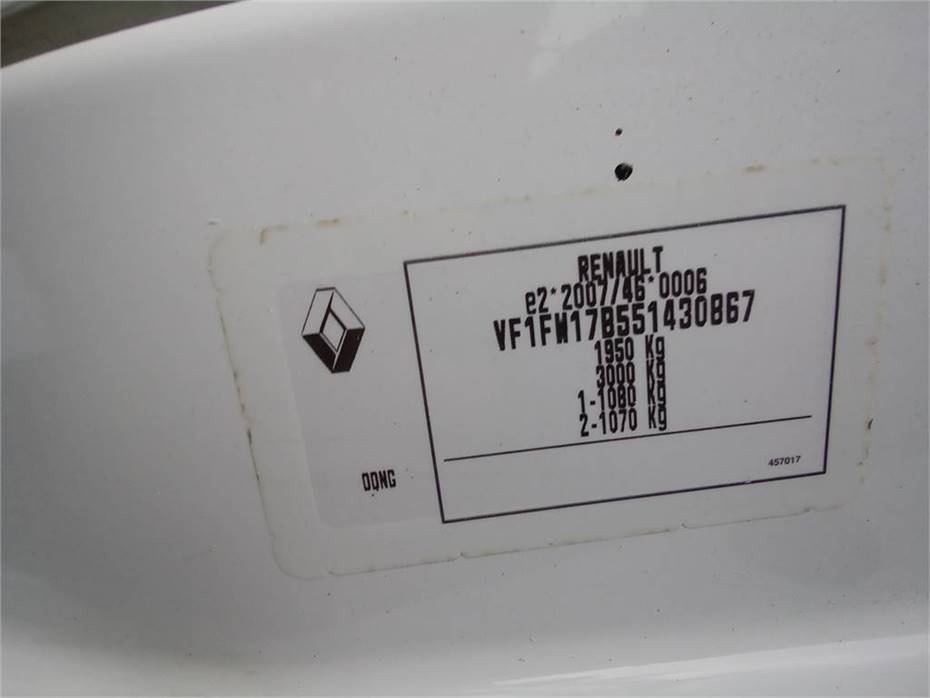 RENAULT
e2*2007/46*0006
VF1FW17B551430867
1950 Kg
3000 Kg
1-1080 Kg
2-1070 Kg
457017
DQNG